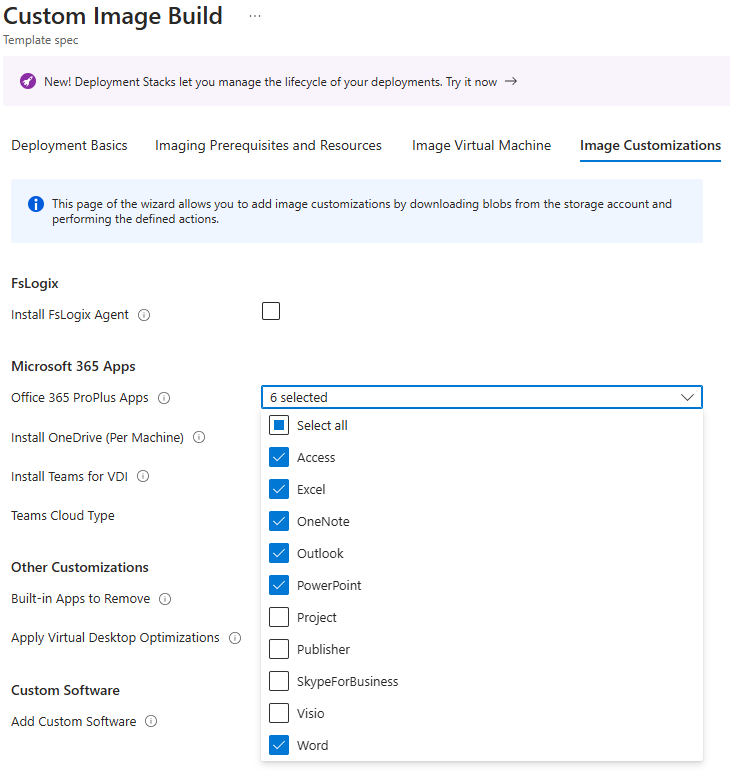 Custom Image Build ...
Template spec
New! Deployment Stacks let you manage the lifecycle of your deployments. Try it now →
Deployment Basics
Imaging Prerequisites and Resources
Image Virtual Machine
Image Customizations
This page of the wizard allows you to add image customizations by downloading blobs from the storage account and
performing the defined actions.
FsLogix
Install FsLogix Agent
Microsoft 365 Apps
Office 365 ProPlus Apps
6 selected
Select all
Access
Excel
OneNote
Outlook
PowerPoint
Project
Publisher
SkypeForBusiness
Visio
Word
Install OneDrive (Per Machine)
Install Teams for VDI
Teams Cloud Type
Other Customizations
Built-in Apps to Remove
Apply Virtual Desktop Optimizations
Custom Software
Add Custom Software